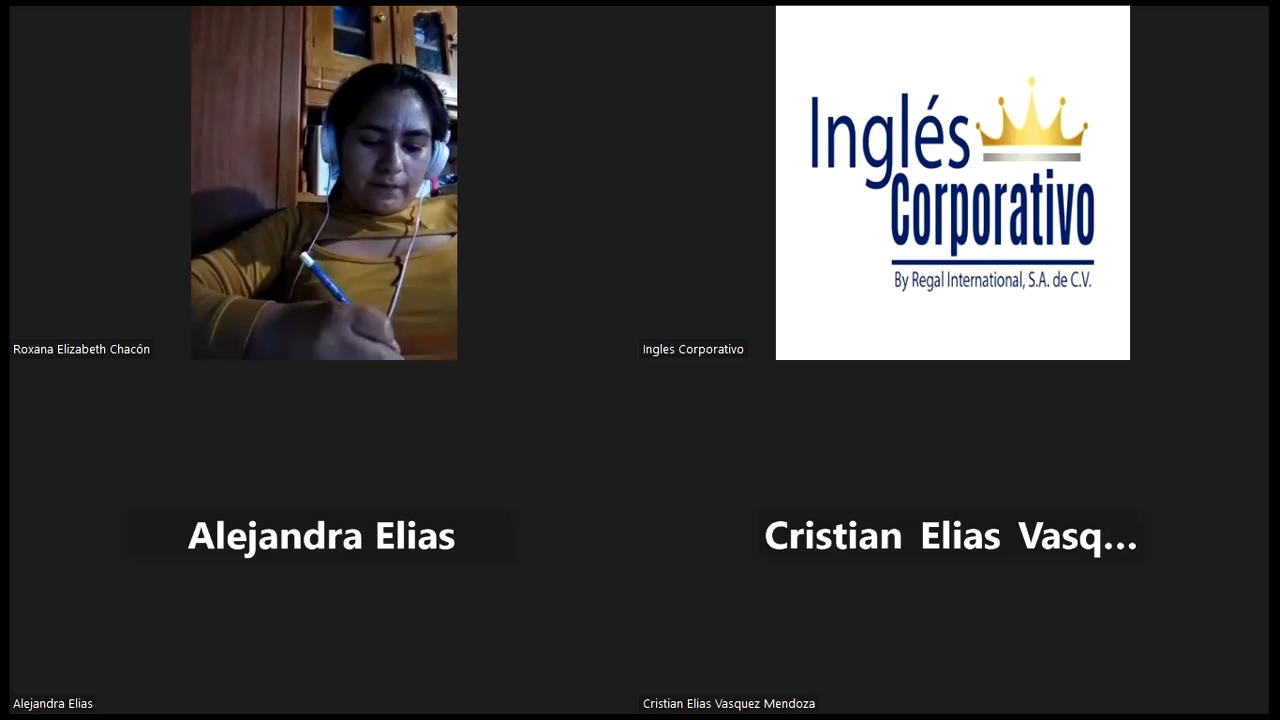 Inglés
Corporativo
By Regal International, S.A. de C.V.
Roxana Elizabeth Chacón
Ingles Corporativo
Alejandra Elias
Cristian Elias Vasq...
Alejandra Elias
Cristian Elias Vasquez Mendoza